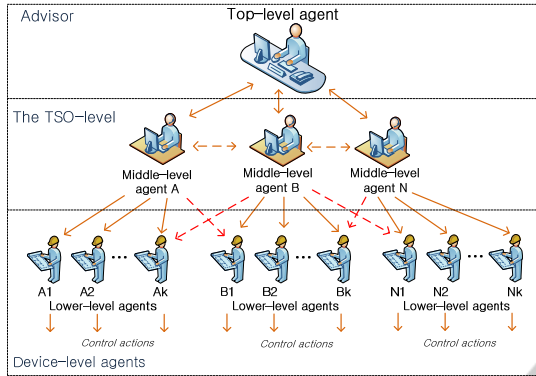 Advisor
Top-level agent
The TSO-level
Middle-level
agent A
Middle-level
agent B
Middle-level
agent N
A1 A2 ••• Ak
B1 B2 ••• Bk
N1 N2 ••• Nk
Lower-level agents
Lower-level agents
Lower-level agents
Control actions
Control actions
Control actions
Device-level agents